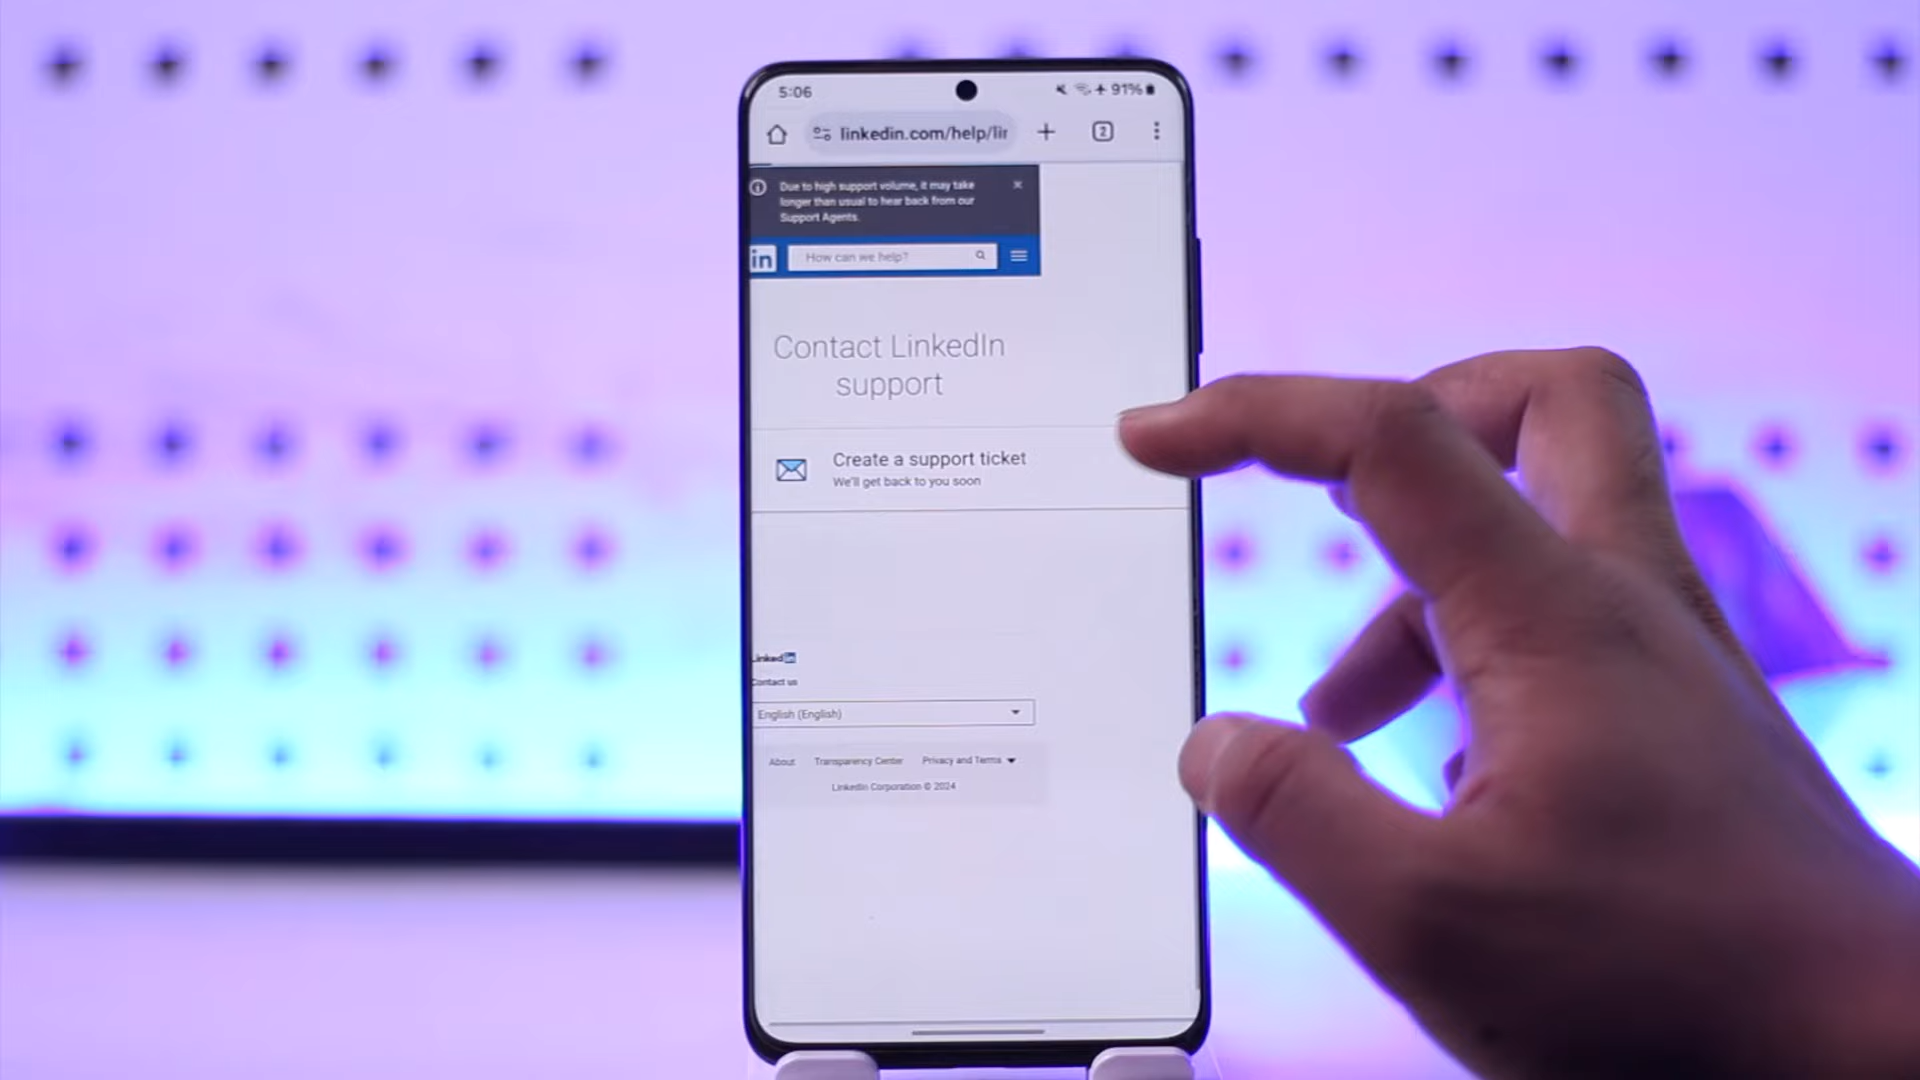 5:06
91%
linkedin.com/help/lir
2
Due to high support volume, it may take
longer than usual to hear back from our
Support Agents.
in
How can we help?
Contact LinkedIn
support
Create a support ticket
We'll get back to you soon
Linkedin
Contact us
English (English)
About Transparency Center Privacy and Terms
LinkedIn Corporation © 2024